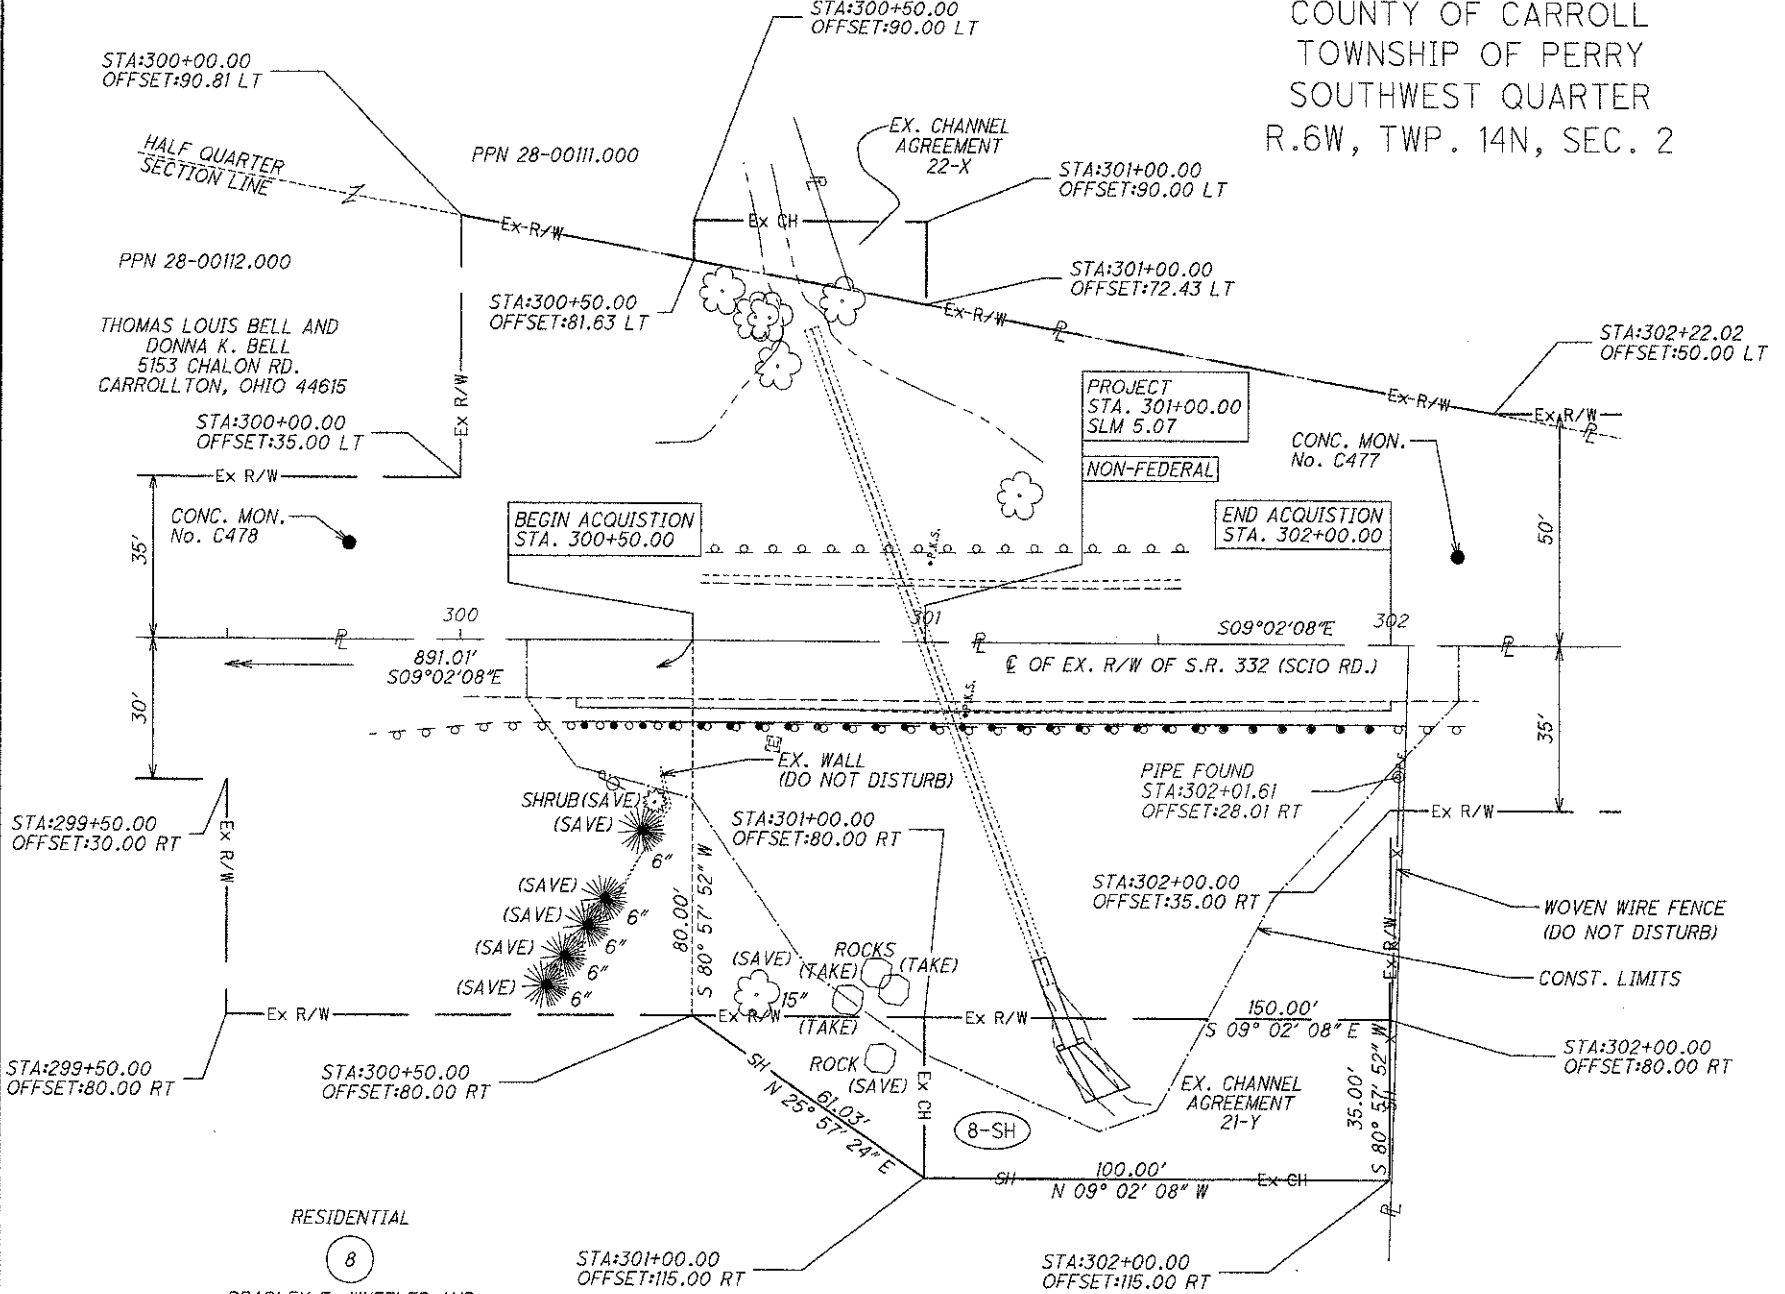 STA:300+50.00
OFFSET:90.00 LT
COUNTY OF CARROLL
TOWNSHIP OF PERRY
SOUTHWEST QUARTER
R.6W, TWP. 14N, SEC. 2
STA:300+00.00
OFFSET:90.81 LT
HALF QUARTER
SECTION LINE
PPN 28-00111.000
EX. CHANNEL
AGREEMENT
22-X
STA:301+00.00
OFFSET:90.00 LT
Ex R/W
Ex CH
PPN 28-00112.000
STA:300+50.00
OFFSET:81.63 LT
STA:301+00.00
OFFSET:72.43 LT
Ex R/W
THOMAS LOUIS BELL AND
DONNA K. BELL
5153 CHALON RD.
CARROLLTON, OHIO 44615
STA:302+22.02
OFFSET:50.00 LT
Ex R/W
PROJECT
STA. 301+00.00
SLM 5.07
Ex R/W
Ex R/W
STA:300+00.00
OFFSET:35.00 LT
CONC. MON.
No. C477
NON-FEDERAL
Ex R/W
CONC. MON.
No. C478
BEGIN ACQUISTION
STA. 300+50.00
END ACQUISTION
STA. 302+00.00
35'
50'
P.K.S.
300
301
302
S09°02'08"E
891.01'
S09°02'08"E
℄ OF EX. R/W OF S.R. 332 (SCIO RD.)
30'
35'
P.K.S.
EX. WALL
(DO NOT DISTURB)
PIPE FOUND
STA:302+01.61
OFFSET:28.01 RT
SHRUB(SAVE)
(SAVE)
6"
STA:301+00.00
OFFSET:80.00 RT
Ex R/W
STA:299+50.00
OFFSET:30.00 RT
Ex R/W
STA:302+00.00
OFFSET:35.00 RT
(SAVE)
6"
(SAVE)
6"
(SAVE)
6"
(SAVE)
6"
80.00'
S 80° 57' 52" W
WOVEN WIRE FENCE
(DO NOT DISTURB)
Ex R/W
ROCKS
(SAVE)
(TAKE)
(TAKE)
15"
(TAKE)
CONST. LIMITS
Ex R/W
Ex R/W
Ex R/W
150.00'
S 09° 02' 08" E
STA:299+50.00
OFFSET:80.00 RT
STA:300+50.00
OFFSET:80.00 RT
ROCK
(SAVE)
STA:302+00.00
OFFSET:80.00 RT
SH
61.03'
N 25° 57' 24" E
Ex CH
8-SH
EX. CHANNEL
AGREEMENT
21-Y
35.00'
S 80° 57' 52" W
SH
SH
100.00'
N 09° 02' 08" W
Ex CH
RESIDENTIAL
8
STA:301+00.00
OFFSET:115.00 RT
STA:302+00.00
OFFSET:115.00 RT